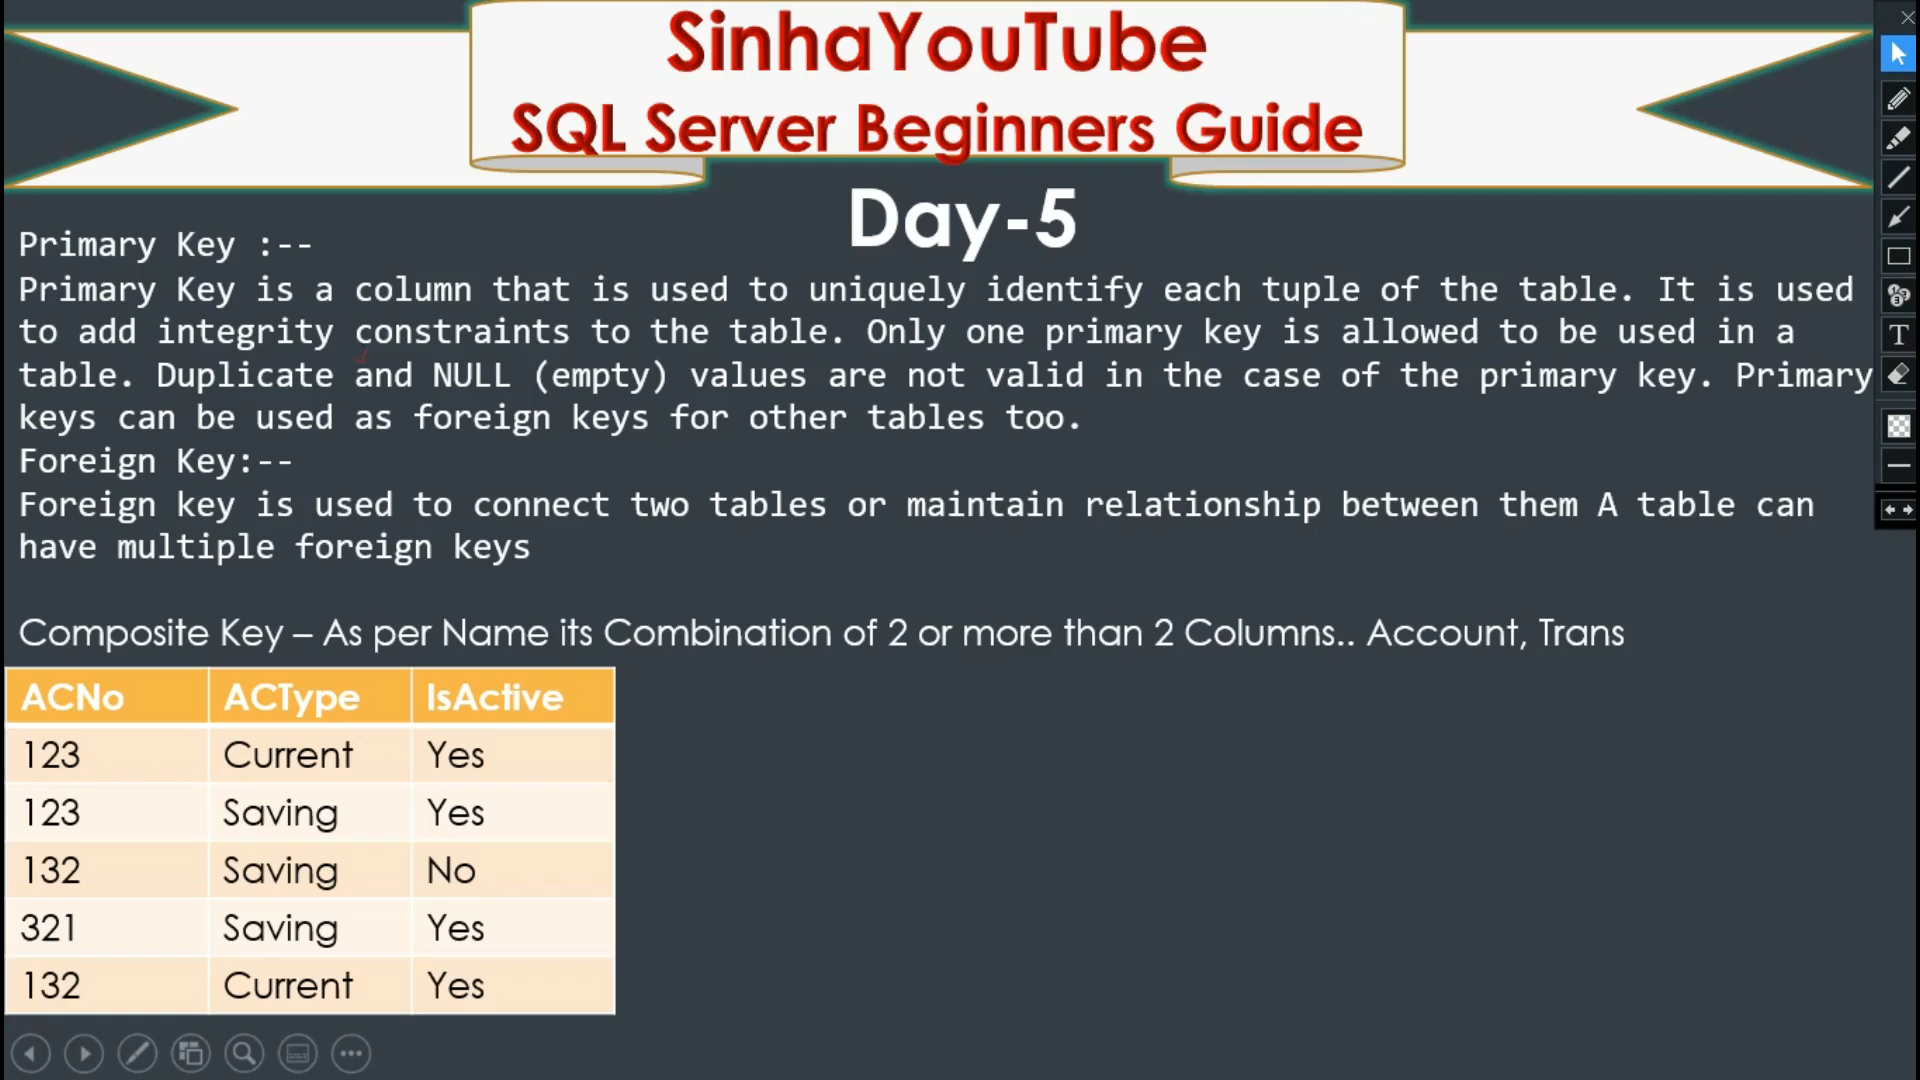 SinhaYouTube
SQL Server Beginners Guide
Day-5
Primary Key :--
Primary Key is a column that is used to uniquely identify each tuple of the table. It is used
to add integrity constraints to the table. Only one primary key is allowed to be used in a
table. Duplicate and NULL (empty) values are not valid in the case of the primary key. Primary
keys can be used as foreign keys for other tables too.
Foreign Key:--
Foreign key is used to connect two tables or maintain relationship between them A table can
have multiple foreign keys
Composite Key – As per Name its Combination of 2 or more than 2 Columns.. Account, Trans
ACNo ACType IsActive
123 Current Yes
123 Saving Yes
132 Saving No
321 Saving Yes
132 Current Yes